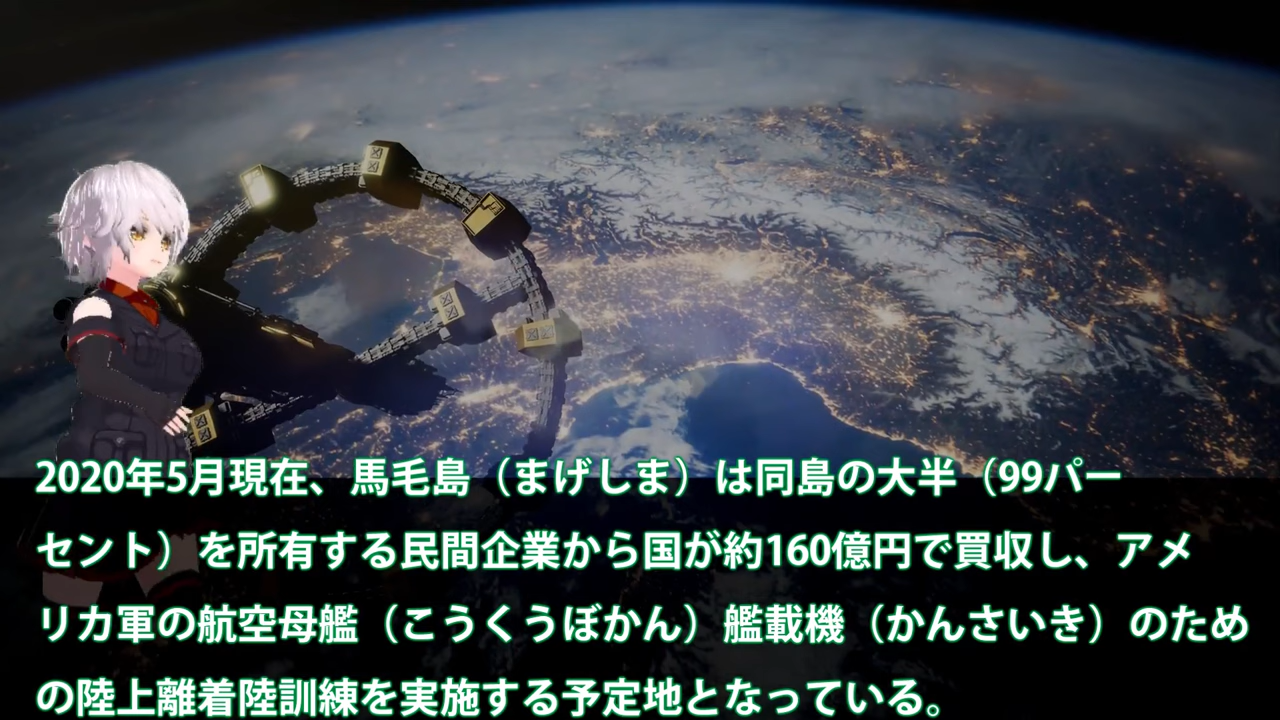 2020年5月現在、馬毛島（まげしま）は同島の大半（99パー
セント）を所有する民間企業から国が約160億円で買収し、アメ
リカ軍の航空母艦（こうくうぼかん）艦載機（かんさいき）のため
の陸上離着陸訓練を実施する予定地となっている。